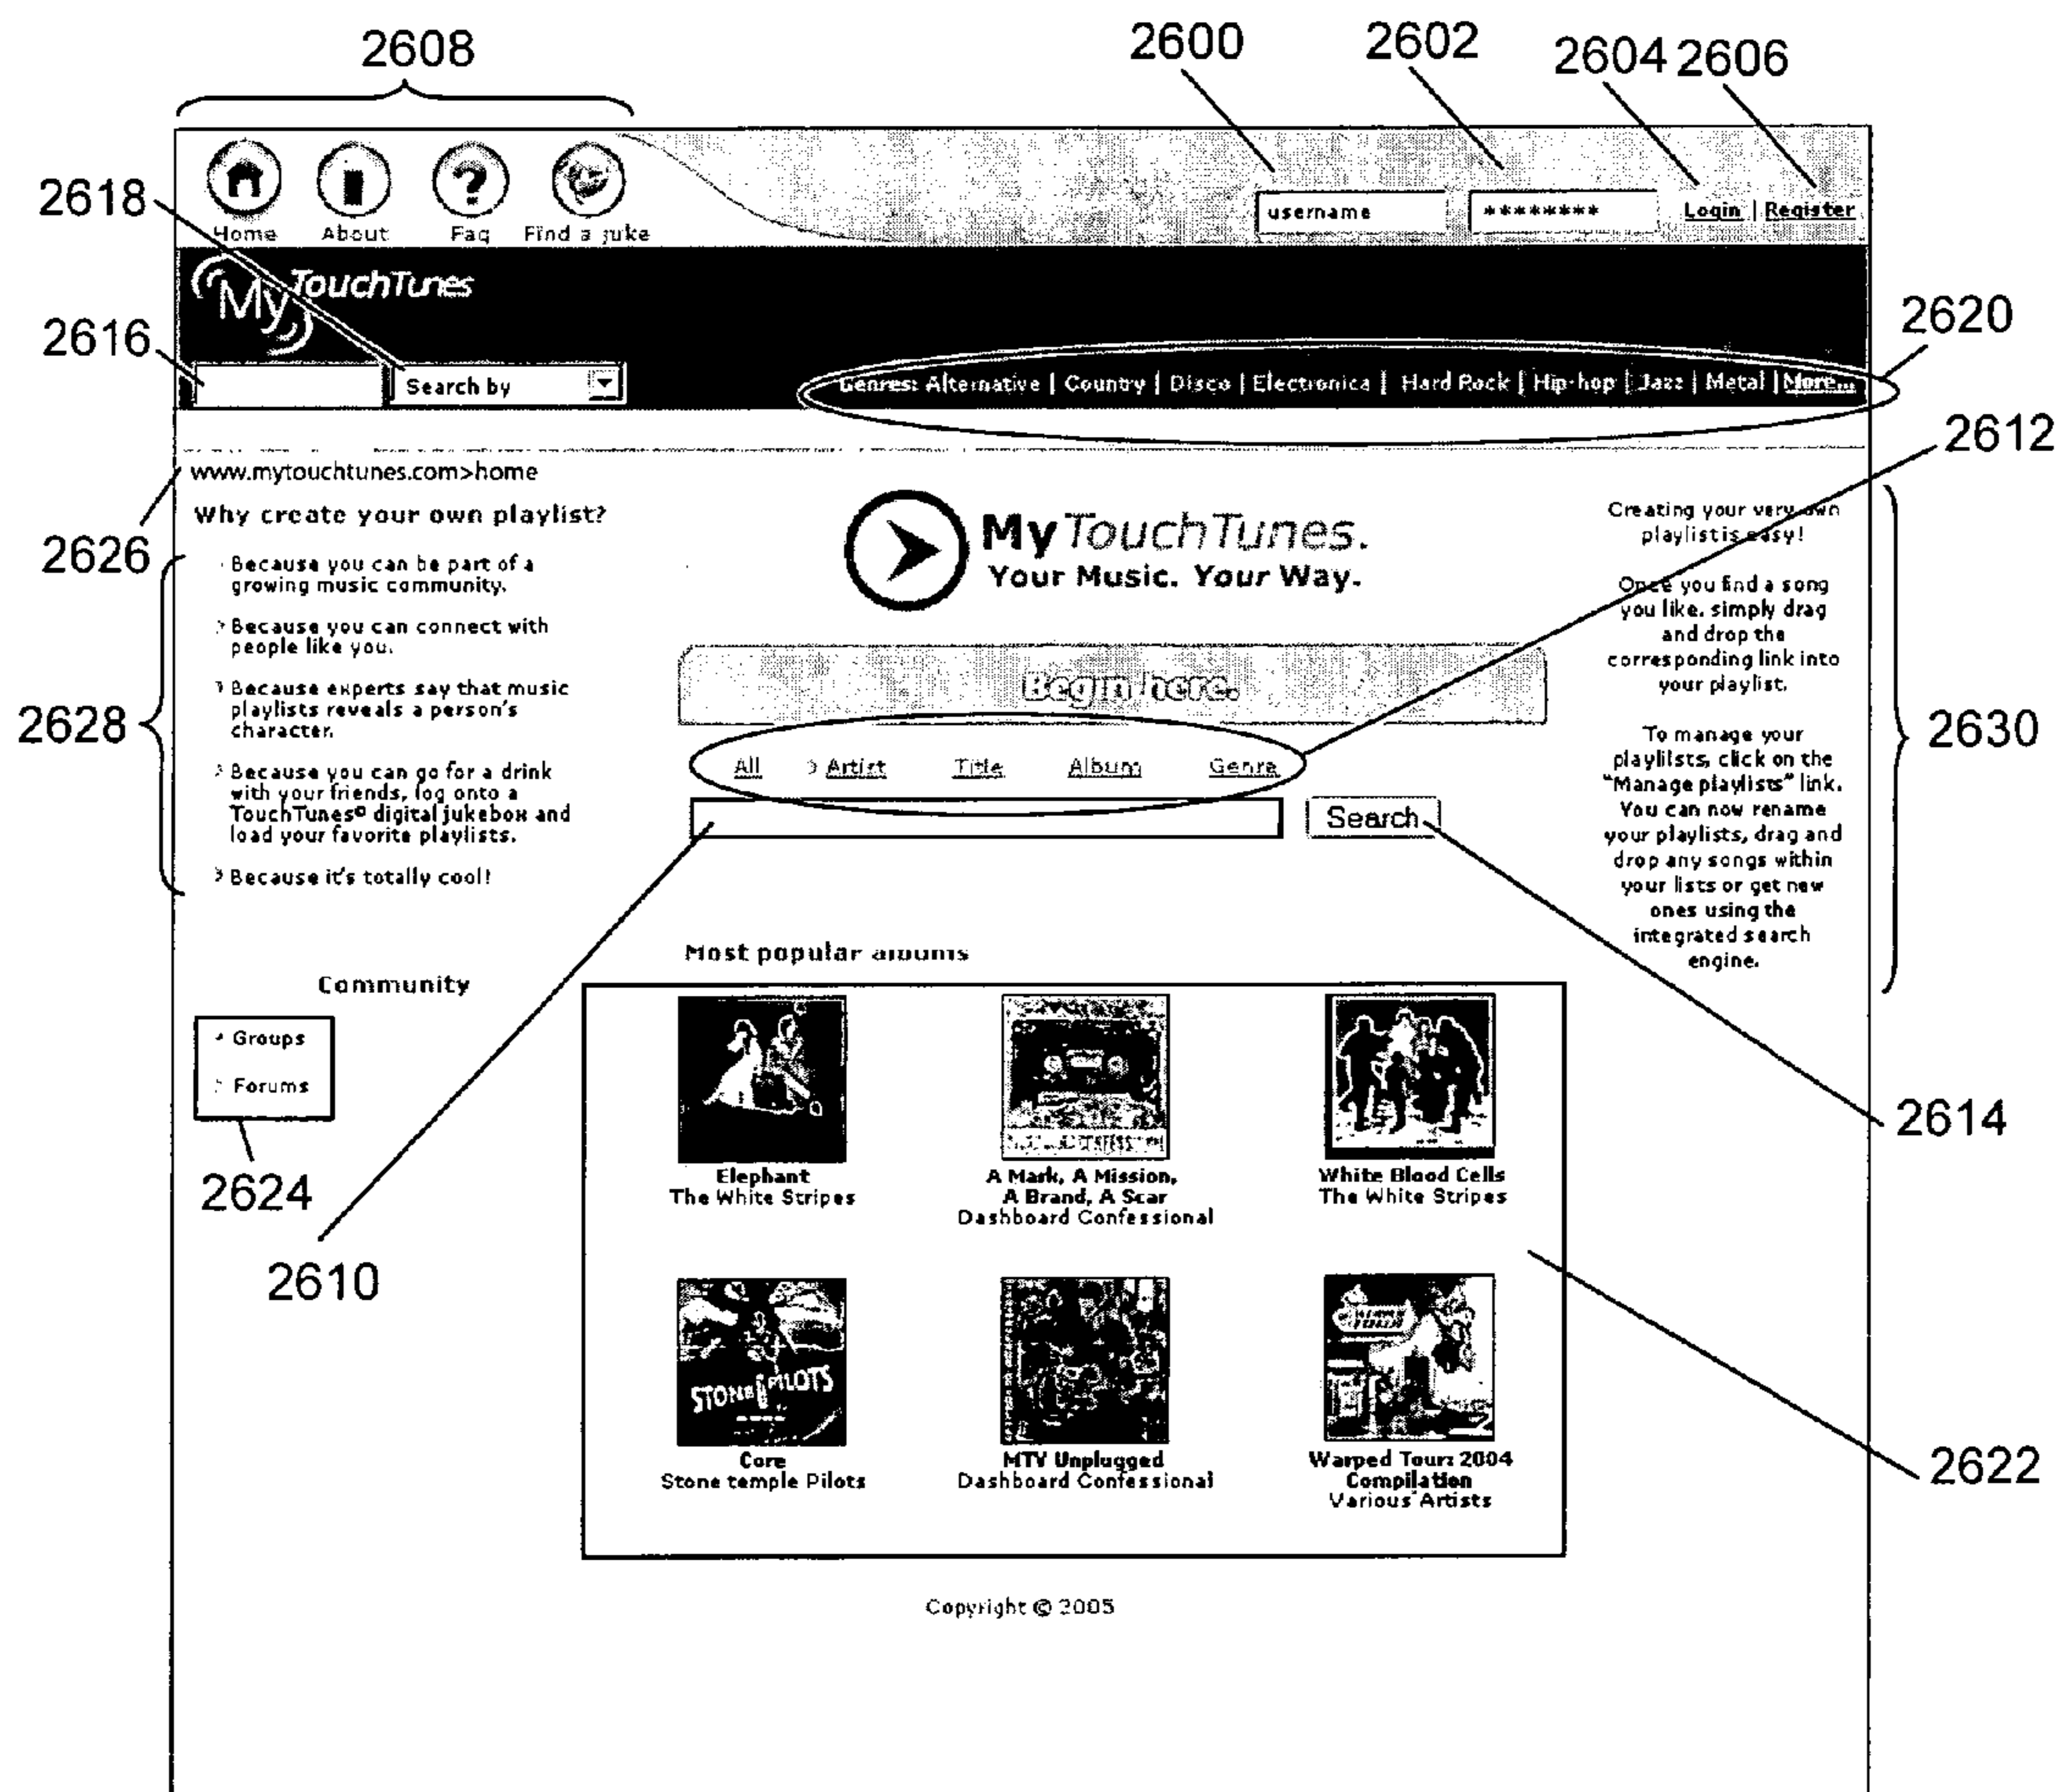 2608
2600
2602
2604 2606
2618
Home About Faq Find a juke
username ******** Login | Register
My TouchTunes
2616
2620
Search by
Genres: Alternative | Country | Disco | Electronica | Hard Rock | Hip-hop | Jazz | Metal | More...
2612
www.mytouchtunes.com>home
2626
Why create your own playlist?
Because you can be part of a
growing music community.
Because you can connect with
people like you.
Because experts say that music
playlists reveals a person's
character.
Because you can go for a drink
with your friends, log onto a
TouchTunes® digital jukebox and
load your favorite playlists.
Because it's totally cool!
2628
MyTouchTunes.
Your Music. Your Way.
Begin here.
All Artist Title Album Genre
Search
Creating your very own
playlist is easy!
Once you find a song
you like, simply drag
and drop the
corresponding link into
your playlist.
To manage your
playlilsts, click on the
"Manage playlists" link.
You can now rename
your playlists, drag and
drop any songs within
your lists or get new
ones using the
integrated search
engine.
2630
Community
Groups
Forums
2624
2610
Most popular albums
Elephant
The White Stripes
A Mark, A Mission,
A Brand, A Scar
Dashboard Confessional
White Blood Cells
The White Stripes
2614
STONE PILOTS
Core
Stone temple Pilots
MTV Unplugged
Dashboard Confessional
Warped Tour: 2004
Compilation
Various Artists
2622
Copyright © 2005